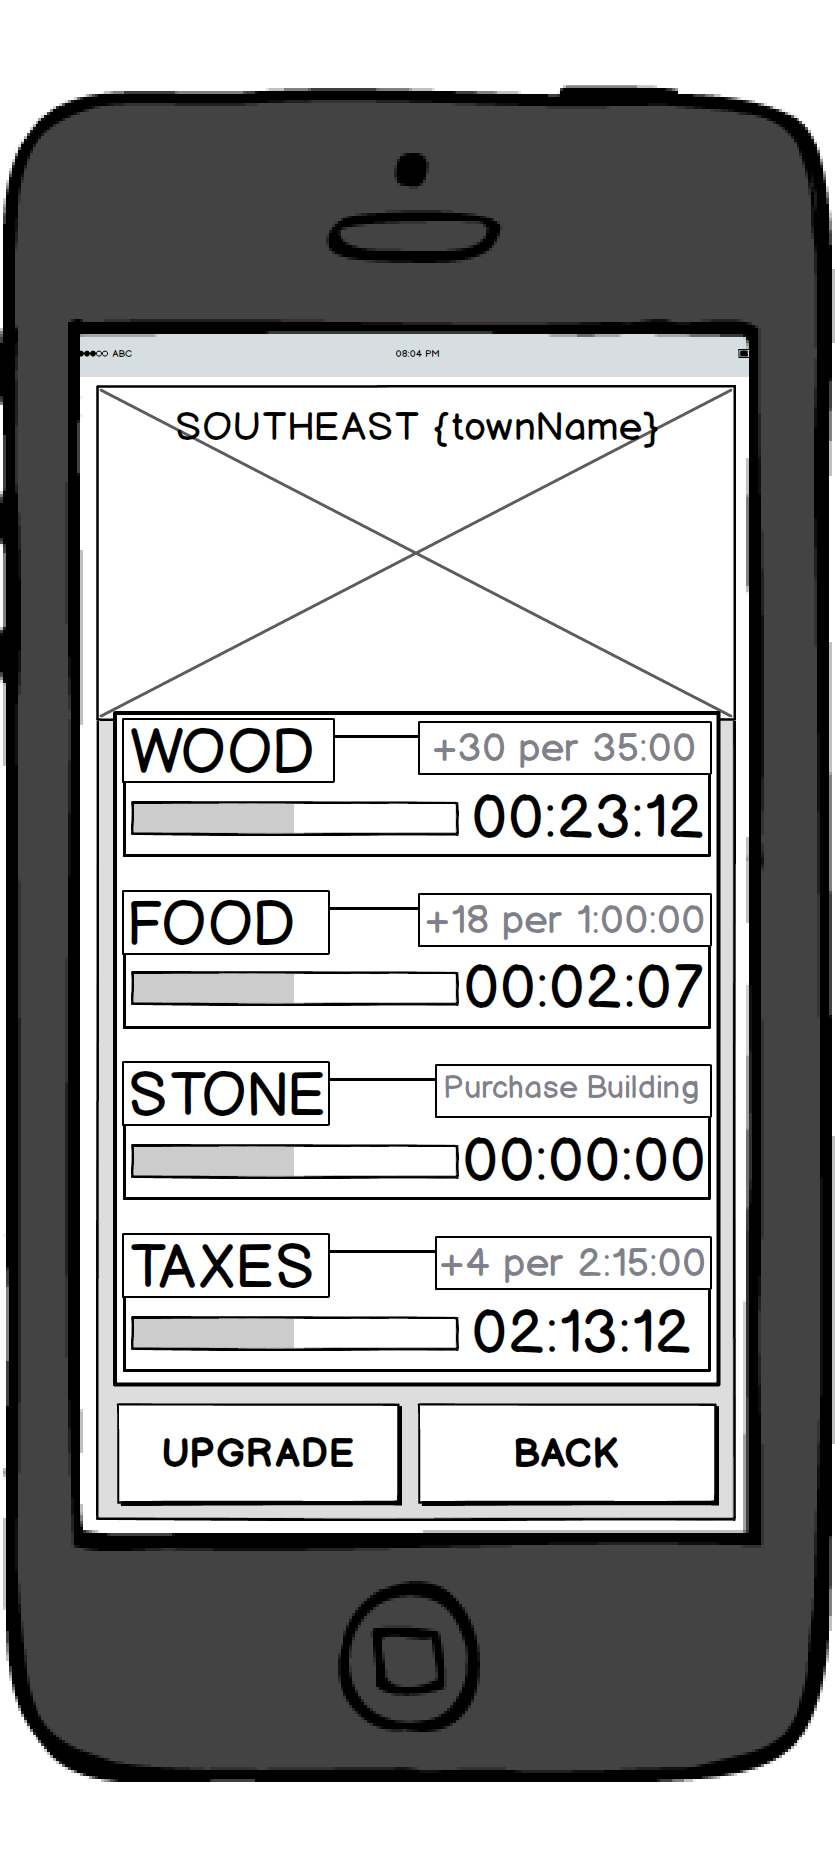 ABC 08:04 PM
SOUTHEAST {townName}
WOOD +30 per 35:00
00:23:12
FOOD +18 per 1:00:00
00:02:07
STONE Purchase Building
00:00:00
TAXES +4 per 2:15:00
02:13:12
UPGRADE BACK